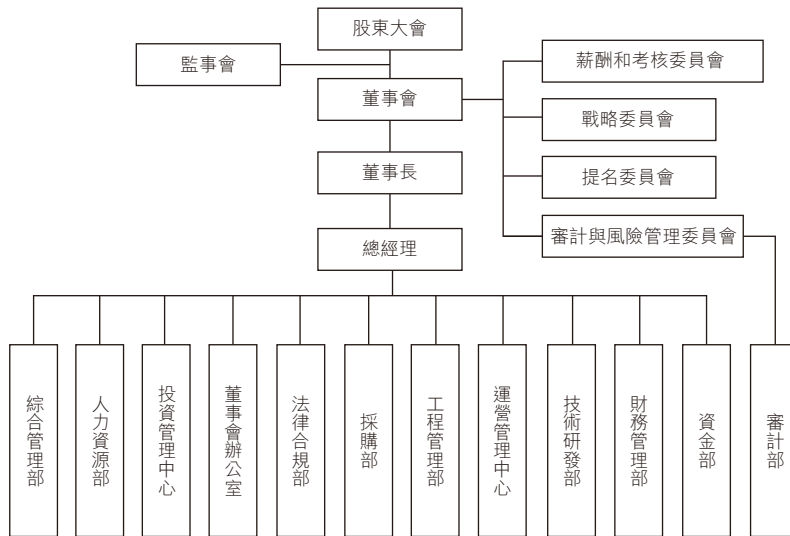 股東大會
監事會
薪酬和考核委員會
董事會
戰略委員會
董事長
提名委員會
總經理
審計與風險管理委員會
綜合管理部
人力資源部
投資管理中心
董事會辦公室
法律合規部
採購部
工程管理部
運營管理中心
技術研發部
財務管理部
資金部
審計部